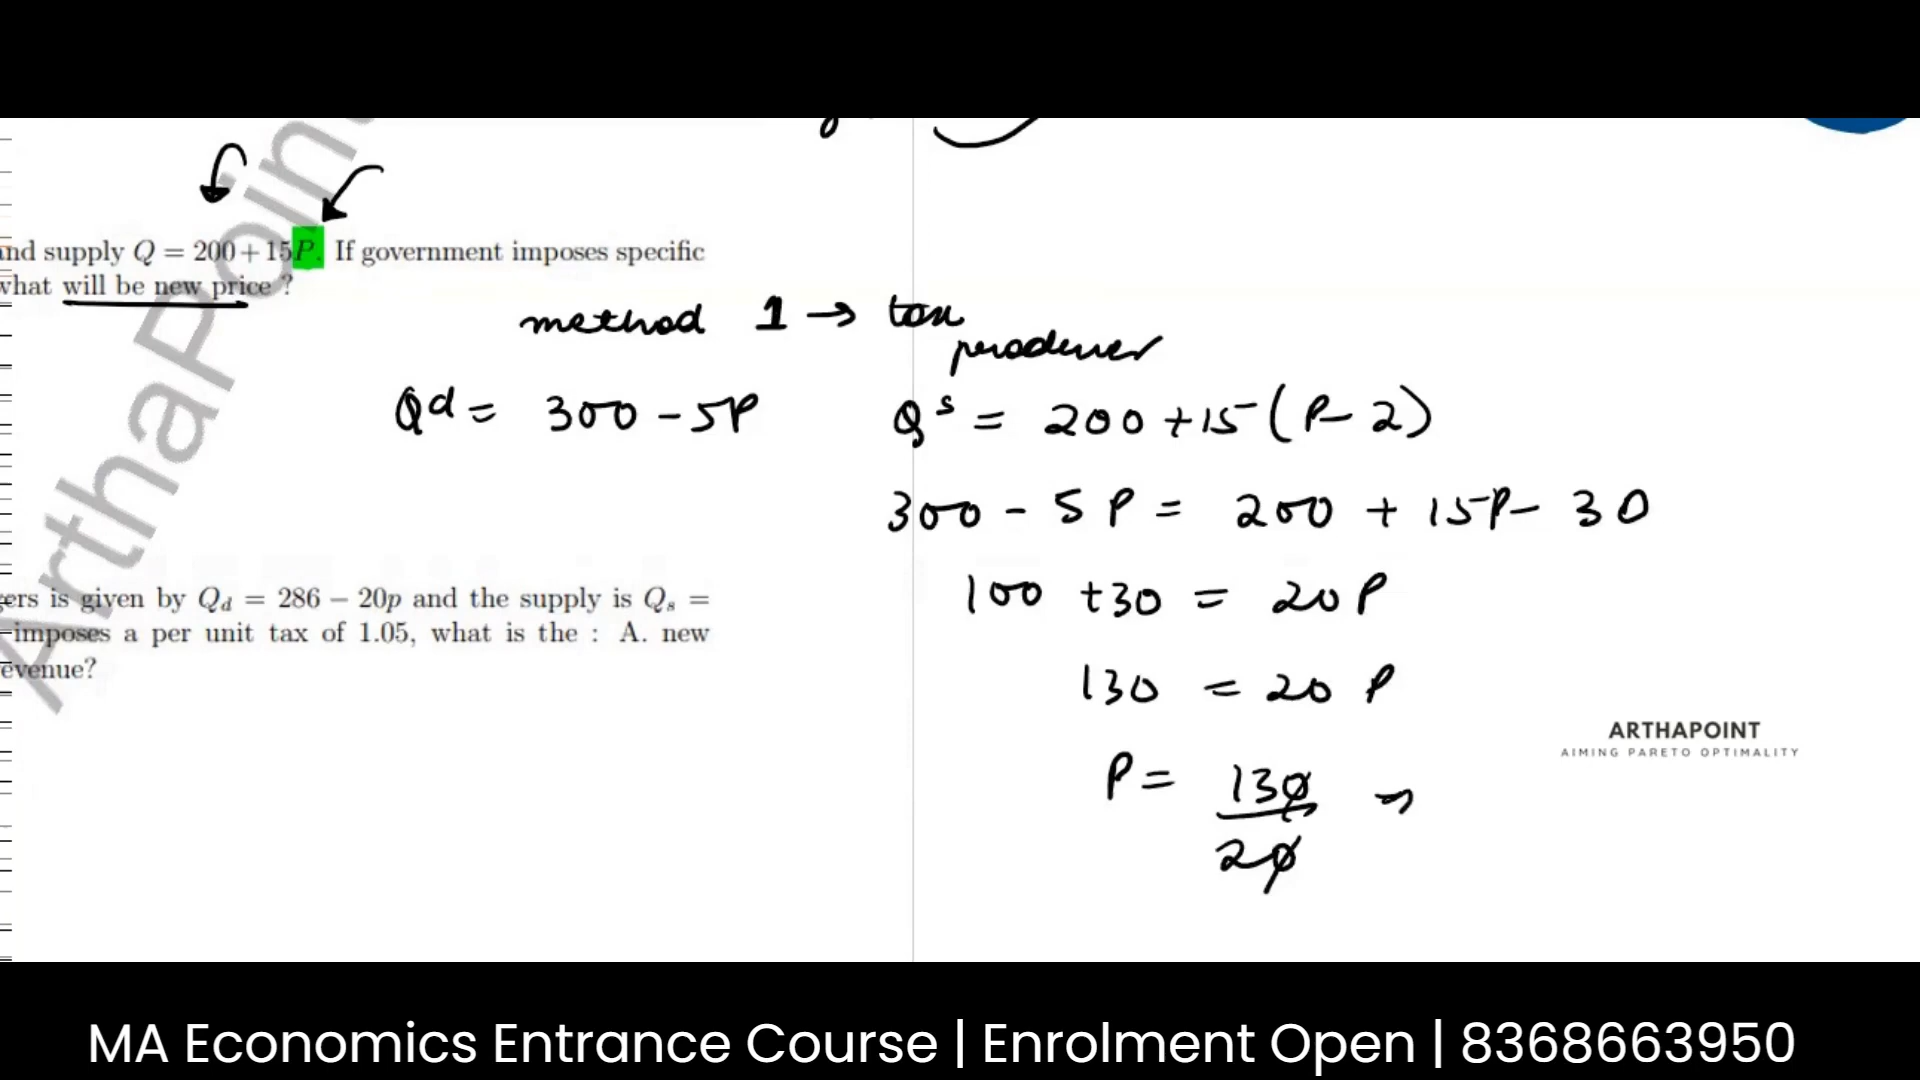 nd supply Q = 200+15P. If government imposes specific
what will be new price ?
method 1 → tax
producer
Qd = 300 - 5P
Qs = 200 + 15 (P - 2)
300 - 5P = 200 + 15P - 30
100 + 30 = 20P
130 = 20 P
P = 130
20
ers is given by Qd = 286 − 20p and the supply is Qs =
imposes a per unit tax of 1.05, what is the : A. new
evenue?
ArthaPoin
ARTHAPOINT
AIMING PARETO OPTIMALITY
MA Economics Entrance Course | Enrolment Open | 8368663950